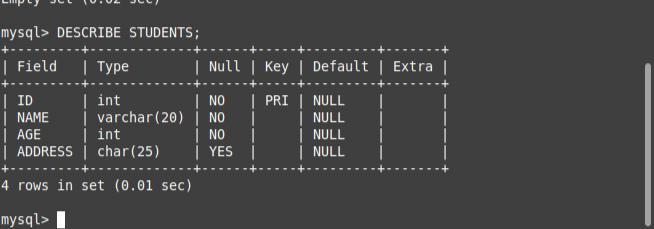 Empty set (0.02 sec)
mysql> DESCRIBE STUDENTS;
+---------+-------------+------+-----+---------+-------+
| Field   | Type        | Null | Key | Default | Extra |
+---------+-------------+------+-----+---------+-------+
| ID      | int         | NO   | PRI | NULL    |       |
| NAME    | varchar(20) | NO   |     | NULL    |       |
| AGE     | int         | NO   |     | NULL    |       |
| ADDRESS | char(25)    | YES  |     | NULL    |       |
+---------+-------------+------+-----+---------+-------+
4 rows in set (0.01 sec)
mysql>